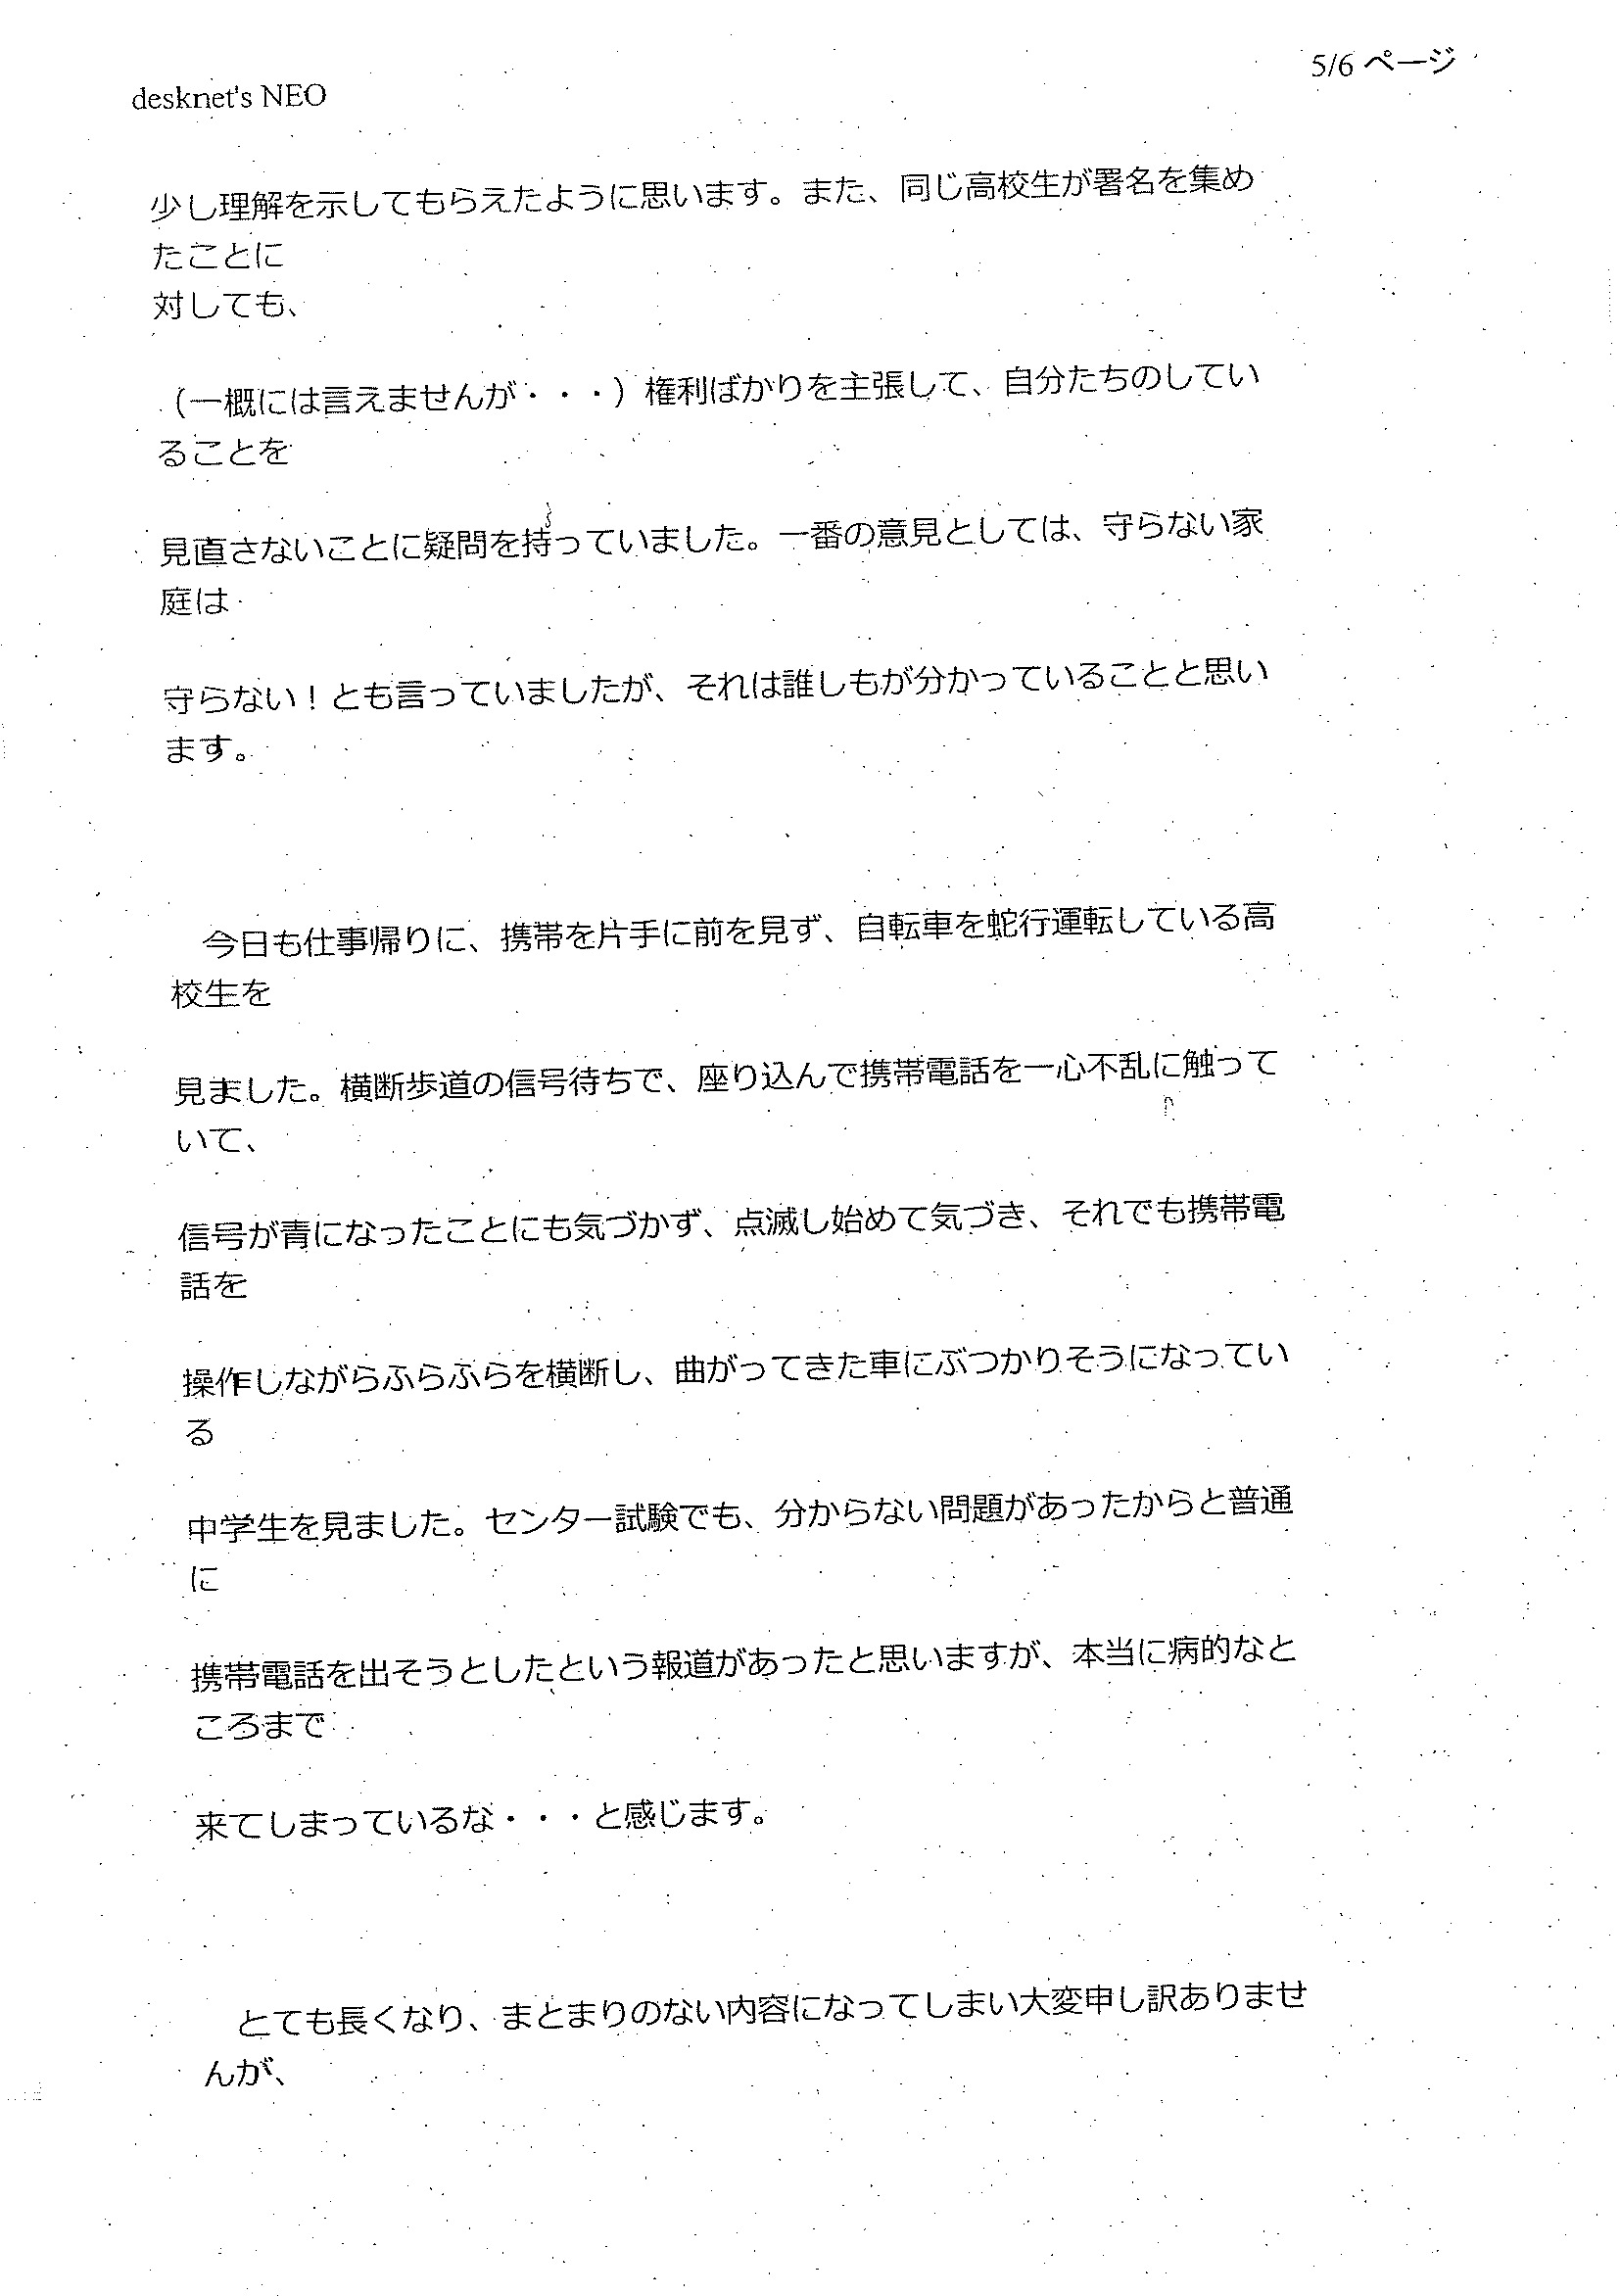 5/6 ページ
desknet's NEO
少し理解を示してもらえたように思います。また、同じ高校生が署名を集め
たことに
対しても、
（一概には言えませんが・・・）権利ばかりを主張して、自分たちのしてい
ることを
見直さないことに疑問を持っていました。一番の意見としては、守らない家
庭は
守らない！とも言っていましたが、それは誰しもが分かっていることと思い
ます。
今日も仕事帰りに、携帯を片手に前を見ず、自転車を蛇行運転している高
校生を
見ました。横断歩道の信号待ちで、座り込んで携帯電話を一心不乱に触って
いて、
信号が青になったことにも気づかず、点滅し始めて気づき、それでも携帯電
話を
操作しながらふらふらを横断し、曲がってきた車にぶつかりそうになってい
る
中学生を見ました。センター試験でも、分からない問題があったからと普通
に
携帯電話を出そうとしたという報道があったと思いますが、本当に病的なと
ころまで
来てしまっているな・・・と感じます。
とても長くなり、まとまりのない内容になってしまい大変申し訳ありませ
んが、